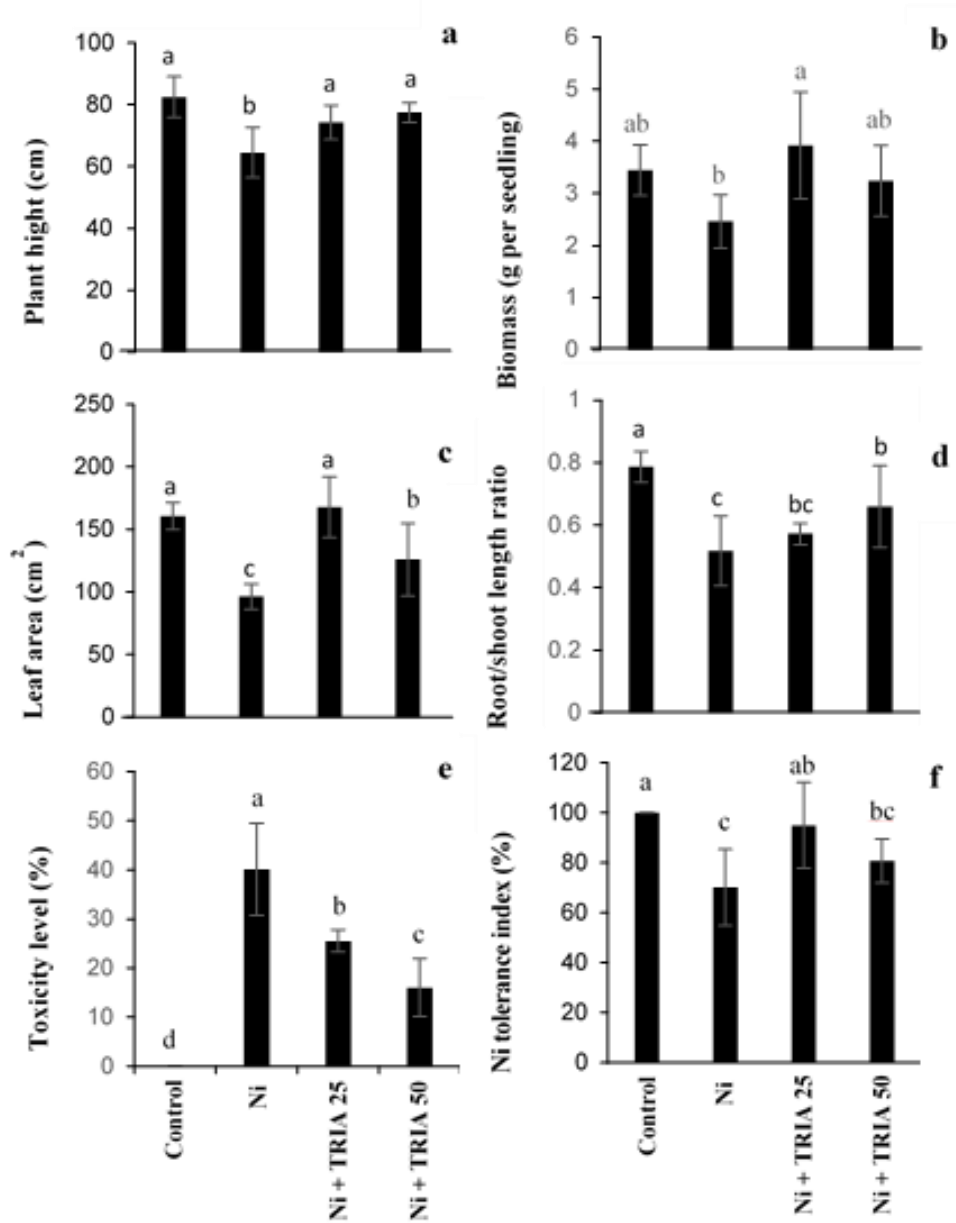 a
Plant hight (cm)
100
80
60
40
20
0
a
b
a
a
b
Biomass (g per seedling)
6
5
4
3
2
1
0
ab
b
a
ab
c
Leaf area (cm²)
250
200
150
100
50
0
a
c
a
b
d
Root/shoot length ratio
1
0.8
0.6
0.4
0.2
0
a
c
bc
b
e
Toxicity level (%)
60
50
40
30
20
10
0
d
a
b
c
Control
Ni
Ni + TRIA 25
Ni + TRIA 50
f
Ni tolerance index (%)
120
100
80
60
40
20
0
a
c
ab
bc
Control
Ni
Ni + TRIA 25
Ni + TRIA 50